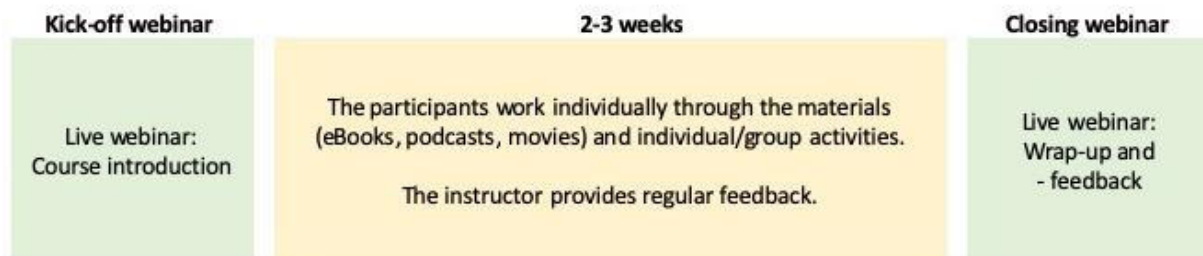 Kick-off webinar
Live webinar:
Course introduction
2-3 weeks
The participants work individually through the materials
(eBooks, podcasts, movies) and individual/group activities.
The instructor provides regular feedback.
Closing webinar
Live webinar:
Wrap-up and
- feedback